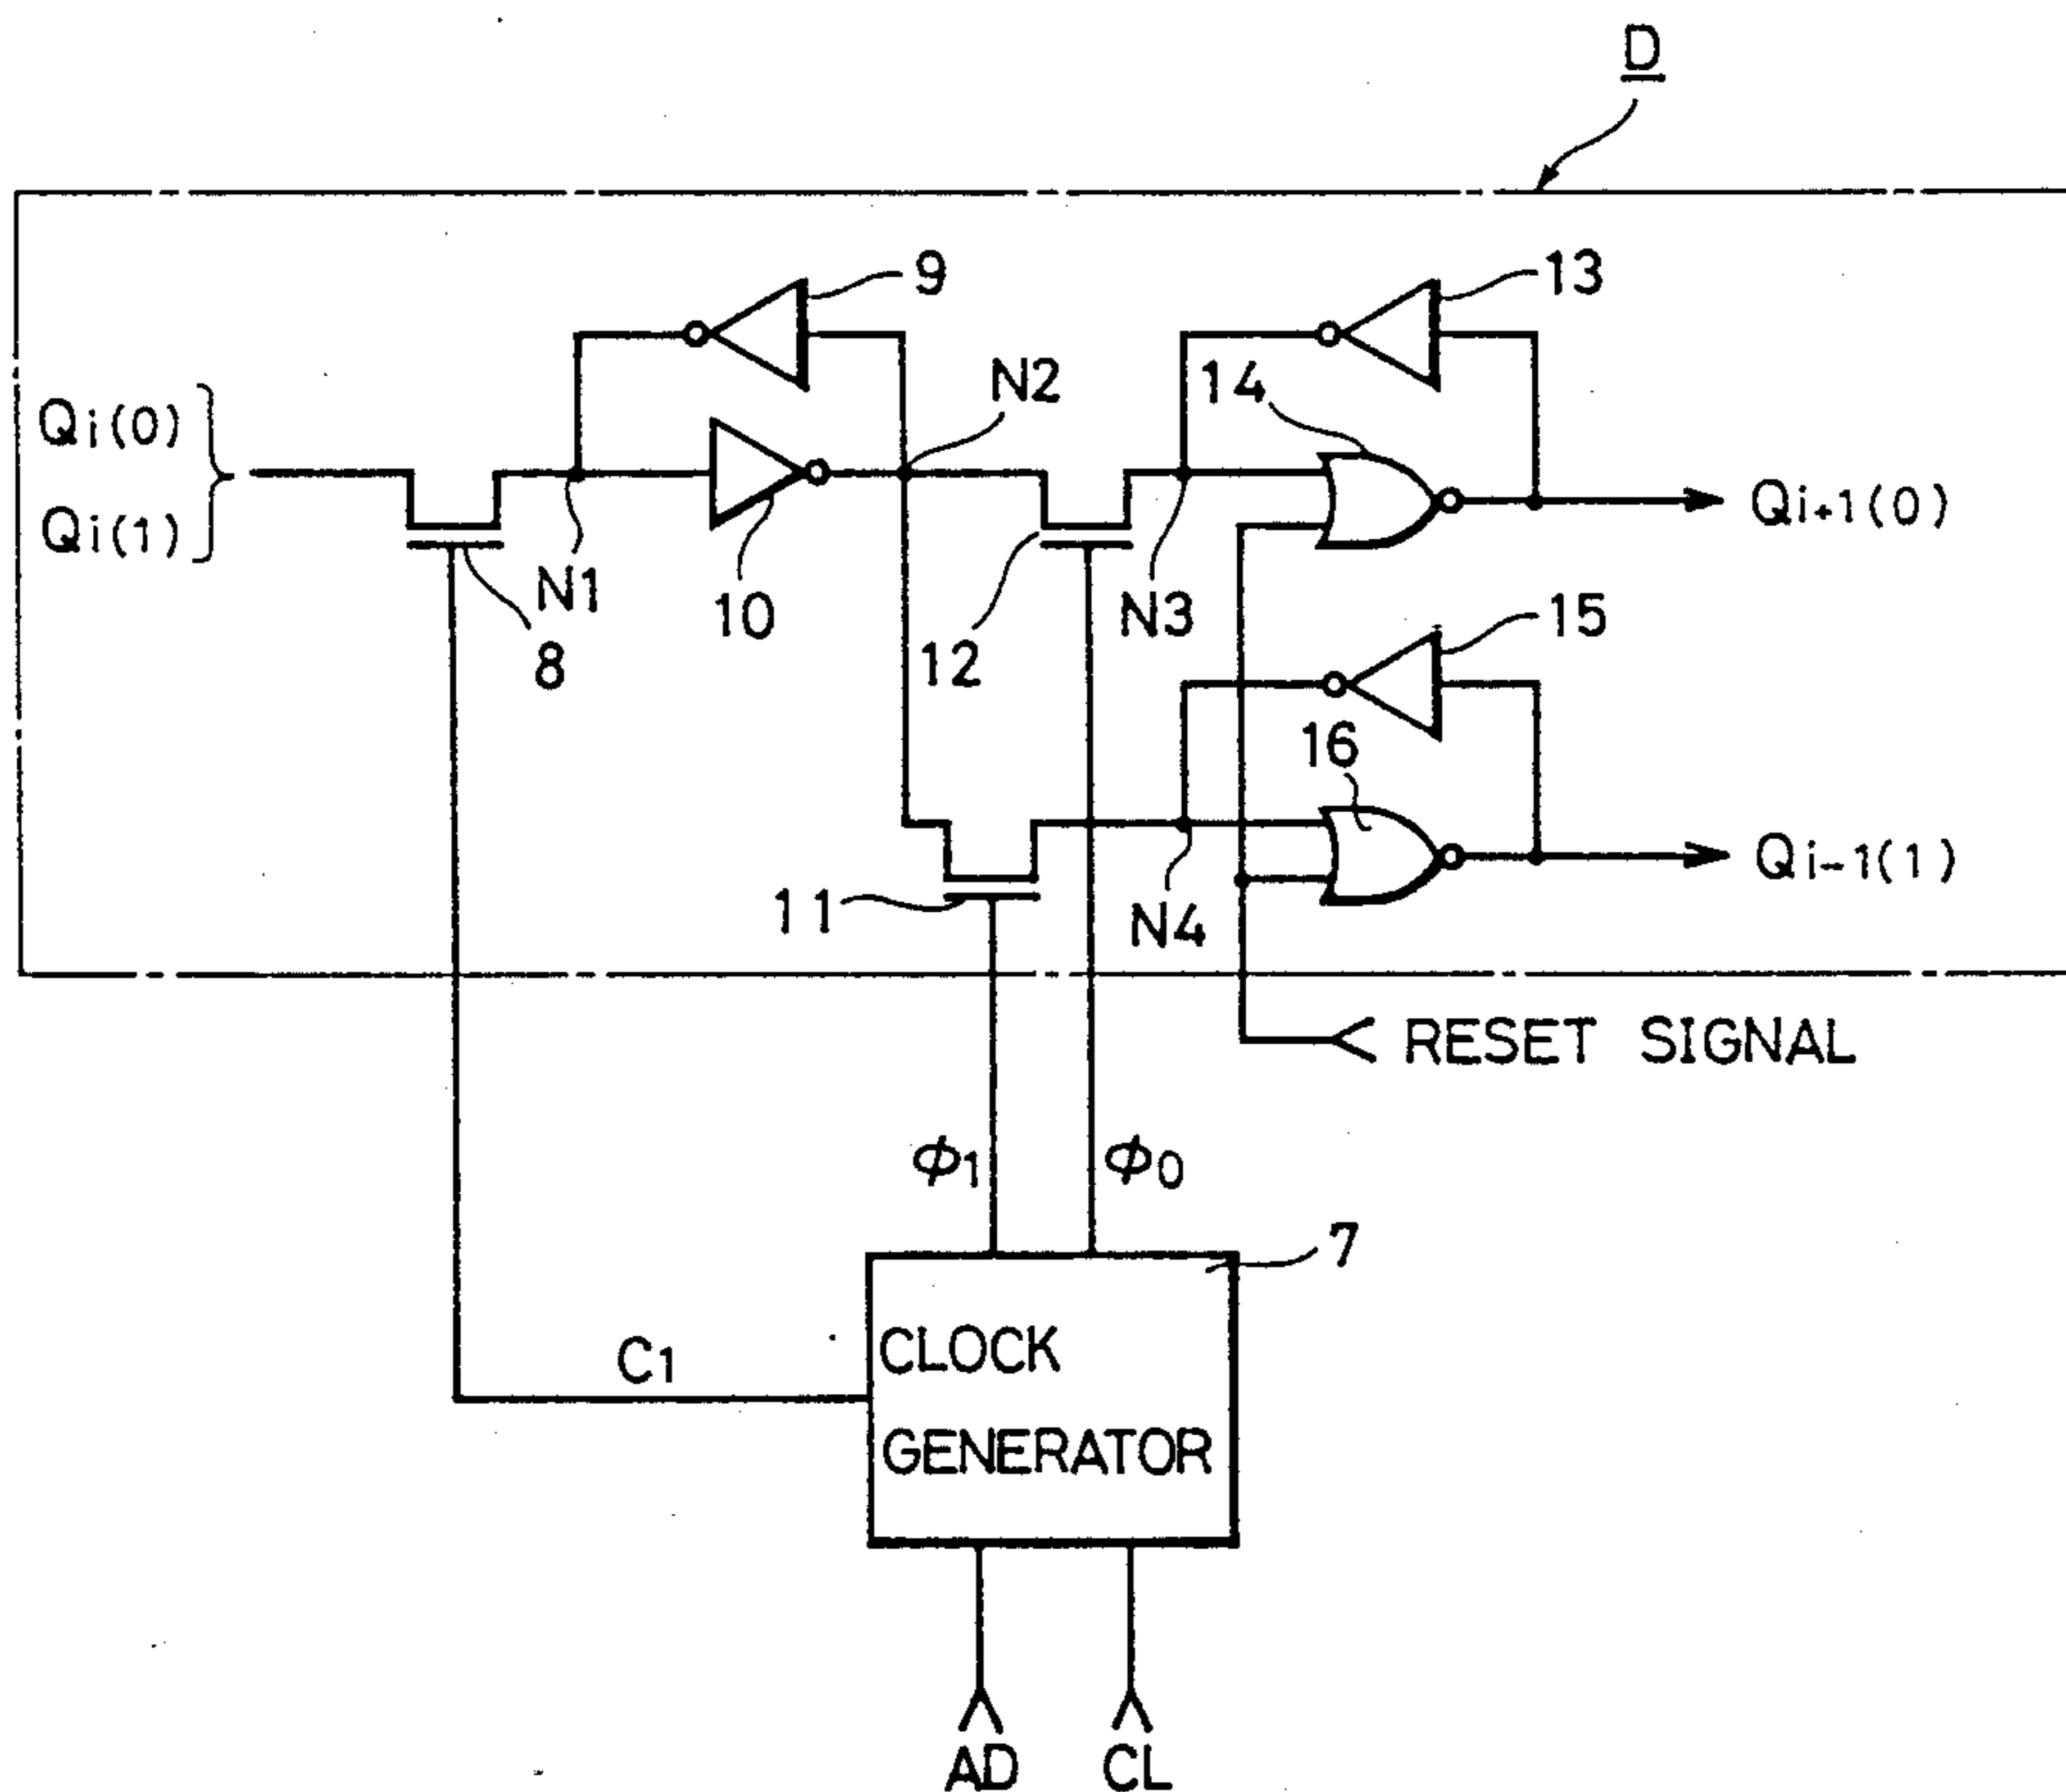 D
9
13
N2
14
Qi(0)
Qi(1)
Qi+1(0)
N1
10
8
12
N3
15
16
Qi-1(1)
11
N4
RESET SIGNAL
ϕ1
ϕ0
7
C1
CLOCK
GENERATOR
AD
CL